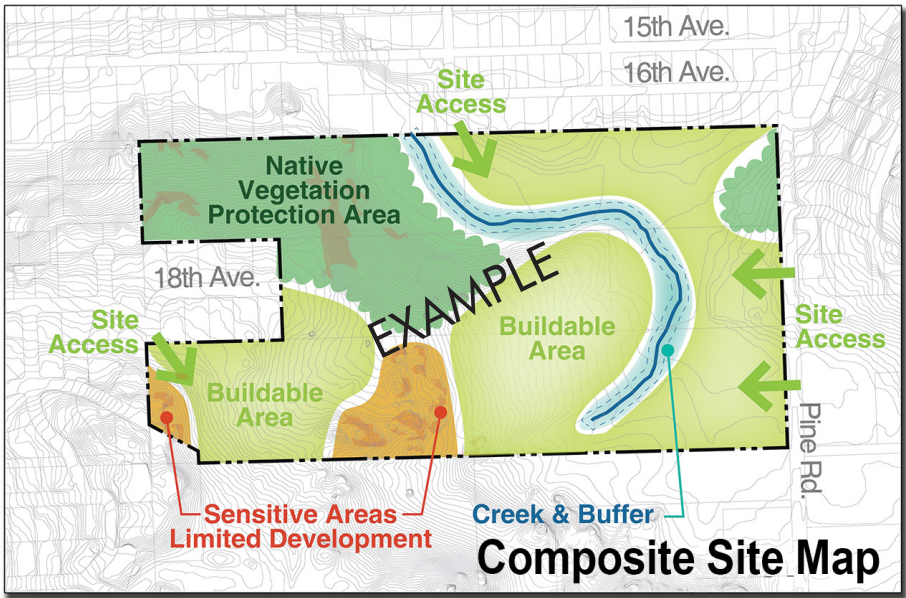 15th Ave.
16th Ave.
Site
Access
Native
Vegetation
Protection Area
18th Ave.
EXAMPLE
Site
Access
Buildable
Area
Site
Access
Buildable
Area
Pine Rd.
Sensitive Areas
Limited Development
Creek & Buffer
Composite Site Map